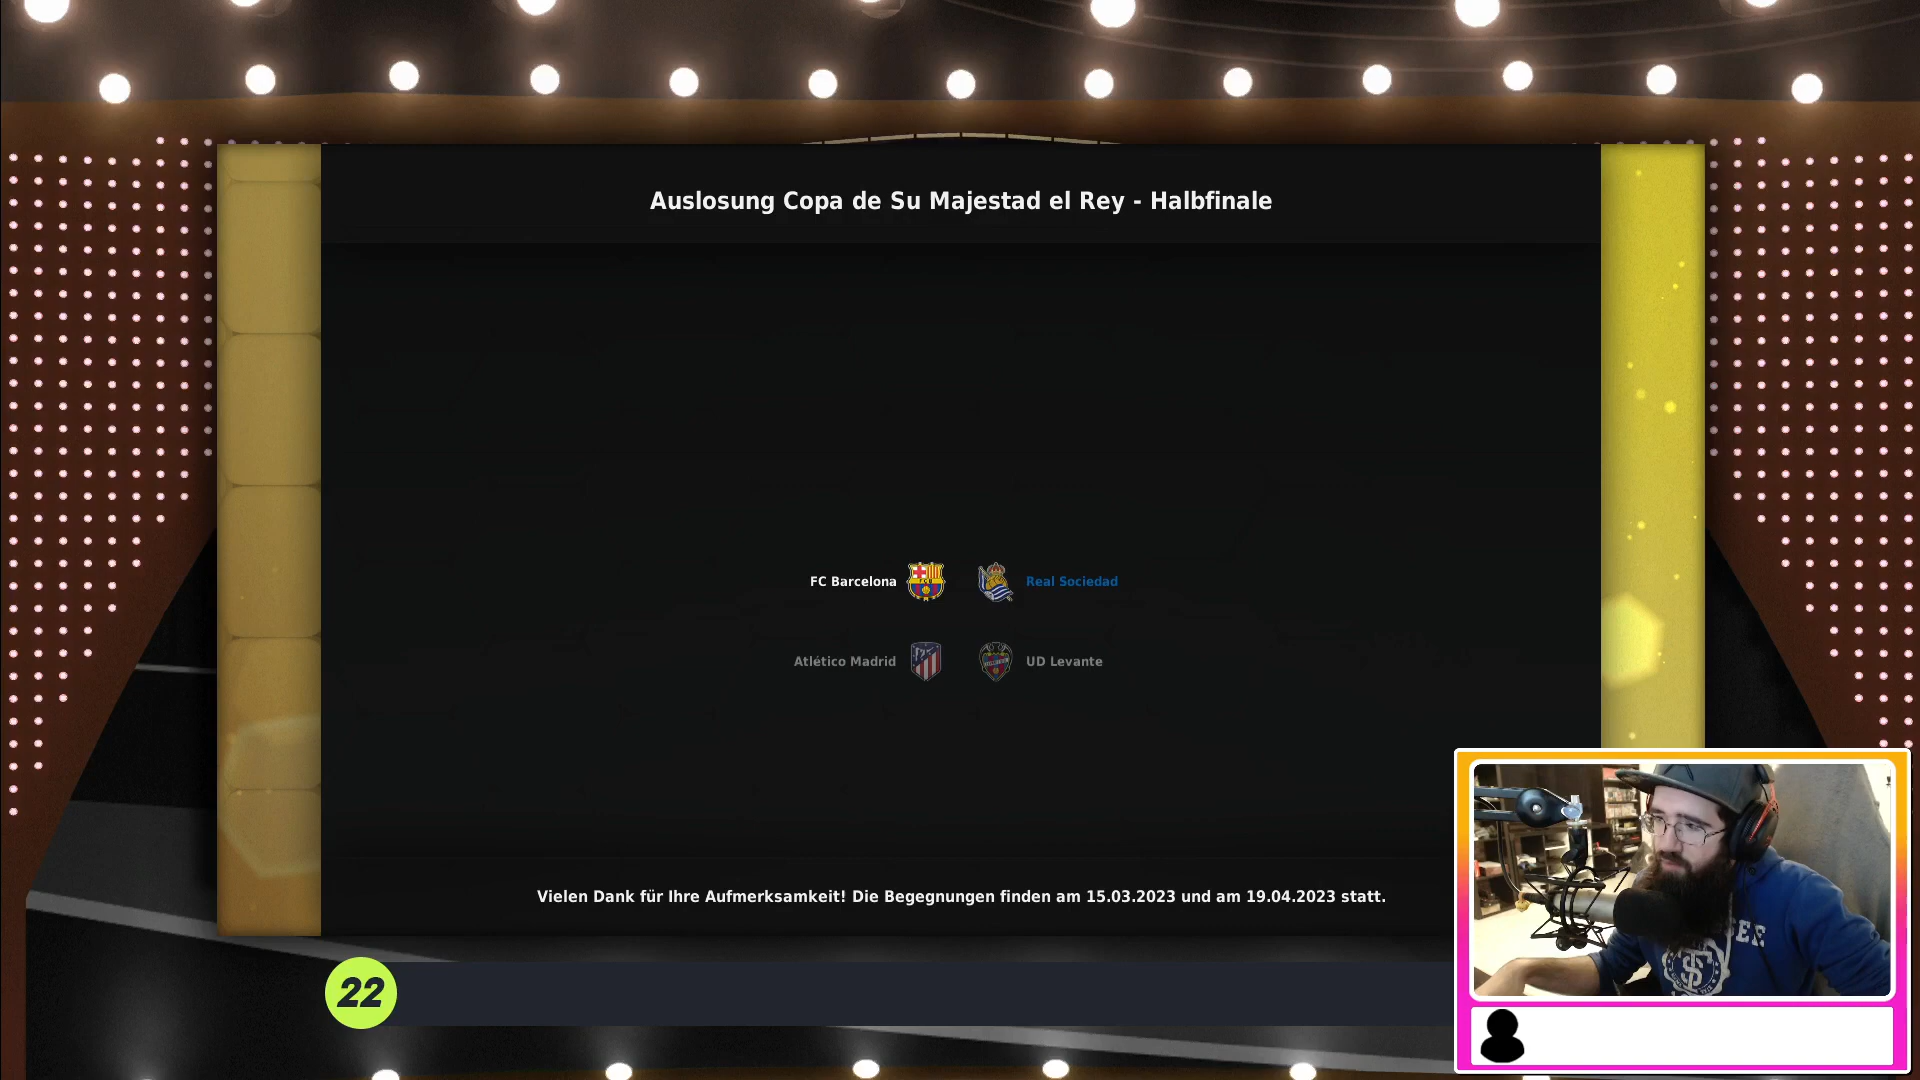 Auslosung Copa de Su Majestad el Rey - Halbfinale
FC Barcelona Real Sociedad
Atlético Madrid UD Levante
Vielen Dank für Ihre Aufmerksamkeit! Die Begegnungen finden am 15.03.2023 und am 19.04.2023 statt.
22